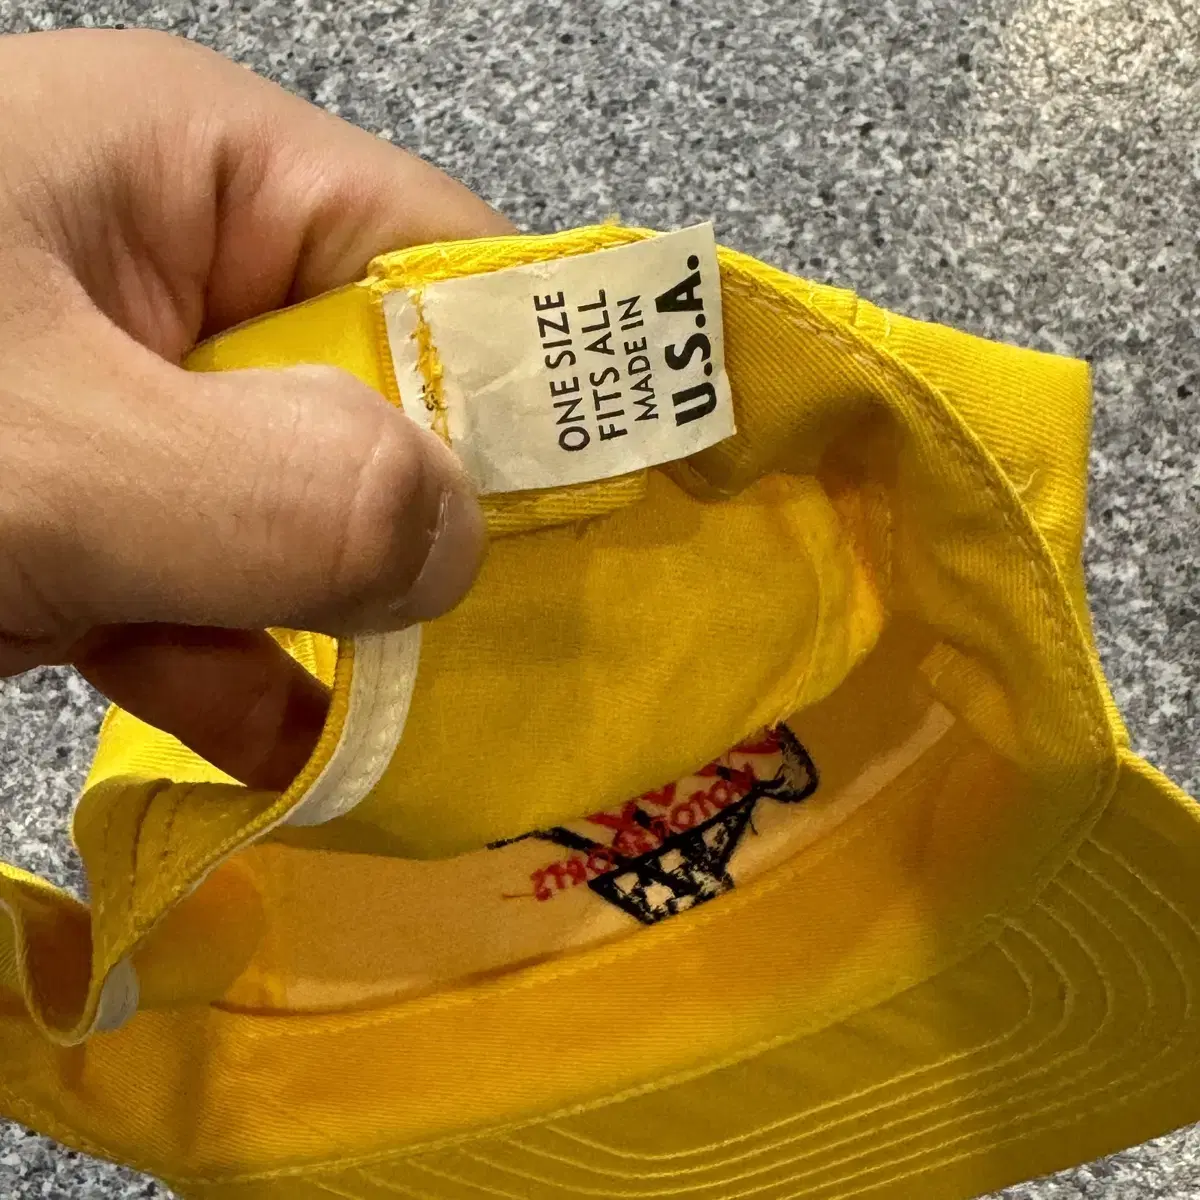 ONE SIZE
FITS ALL
MADE IN
U.S.A.